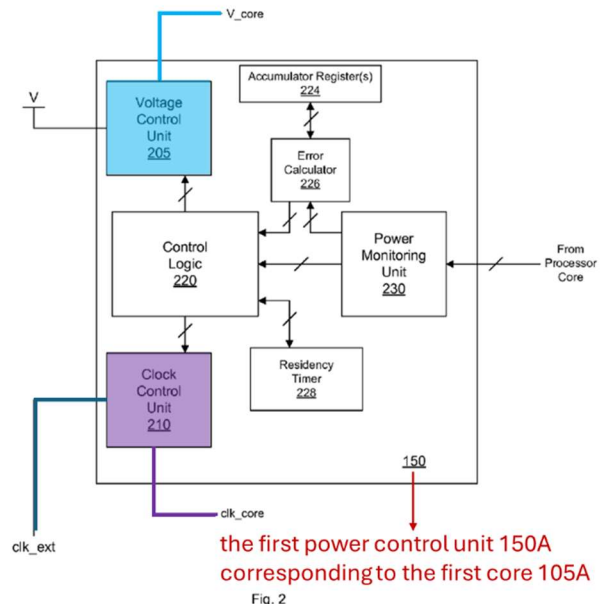 V_core
V
Voltage
Control
Unit
205
Accumulator Register(s)
224
Error
Calculator
226
Control
Logic
220
Power
Monitoring
Unit
230
From
Processor
Core
Clock
Control
Unit
210
Residency
Timer
228
150
clk_core
clk_ext
the first power control unit 150A
corresponding to the first core 105A
Fig. 2